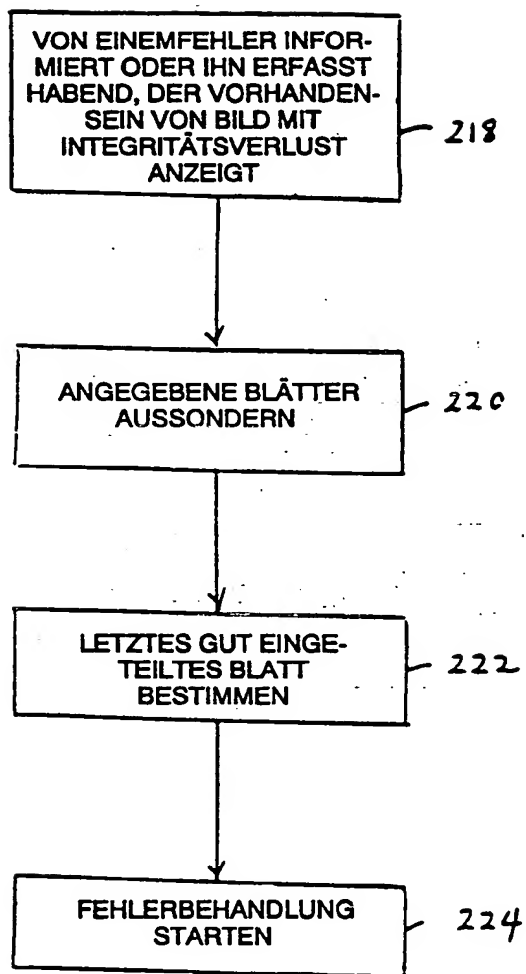 VON EINEMFEHLER INFOR-
MIERT ODER IHN ERFASST
HABEND, DER VORHANDEN-
SEIN VON BILD MIT
INTEGRITÄTSVERLUST
ANZEIGT
218
ANGEGEBENE BLÄTTER
AUSSONDERN
220
LETZTES GUT EINGE-
TEILTES BLATT
BESTIMMEN
222
FEHLERBEHANDLUNG
STARTEN
224